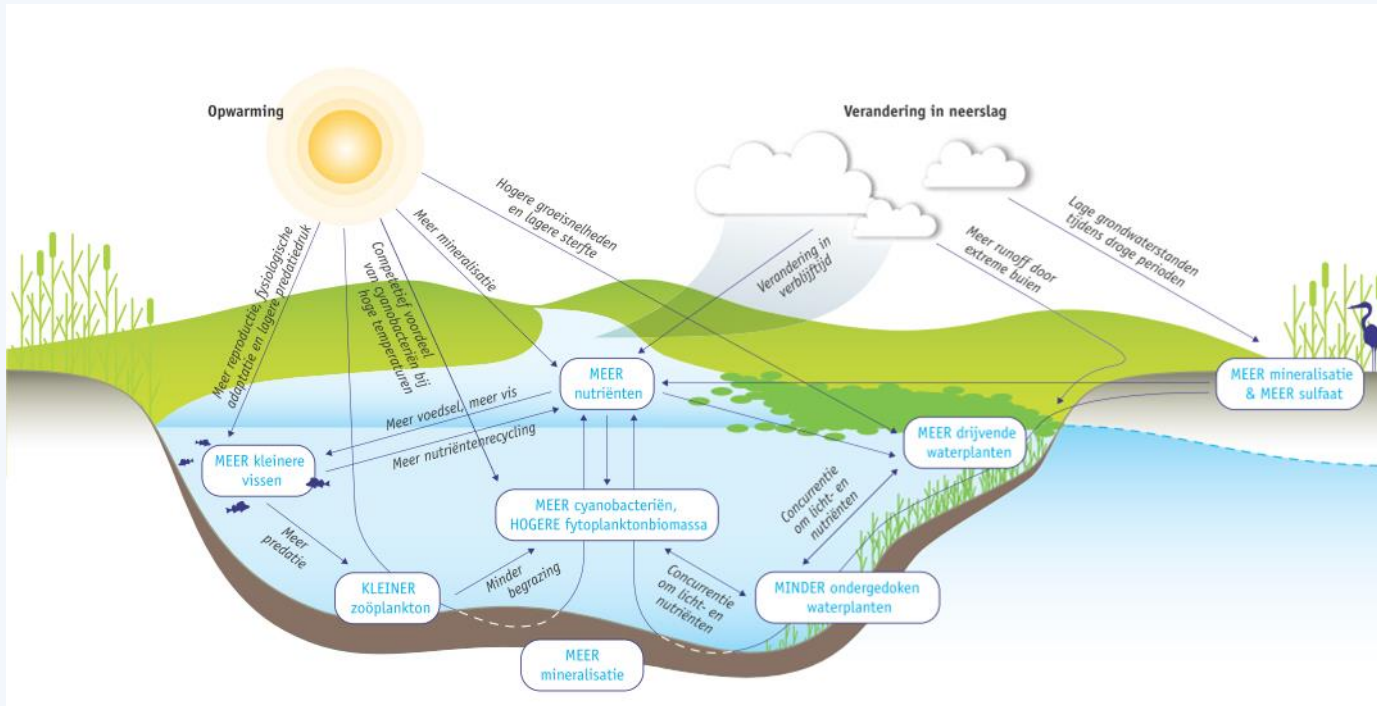 Opwarming
Verandering in neerslag
Meer reproductie, fysiologische
adaptatie en lagere predatiedruk
Competetief voordeel
van cyanobacteriën bij
hoge temperaturen
Meer mineralisatie
Hogere groeisnelheden
en lagere sterfte
Verandering in
verblijftijd
Meer runoff door
extreme buien
Lage grondwaterstanden
tijdens droge perioden
MEER
nutriënten
MEER mineralisatie
& MEER sulfaat
Meer voedsel, meer vis
Meer nutriëntenrecycling
MEER kleinere
vissen
MEER drijvende
waterplanten
MEER cyanobacteriën,
HOGERE fytoplanktonbiomassa
Concurrentie
om licht- en
nutriënten
Meer
predatie
KLEINER
zoöplankton
Minder
begrazing
Concurrentie
om licht- en
nutriënten
MINDER ondergedoken
waterplanten
MEER
mineralisatie